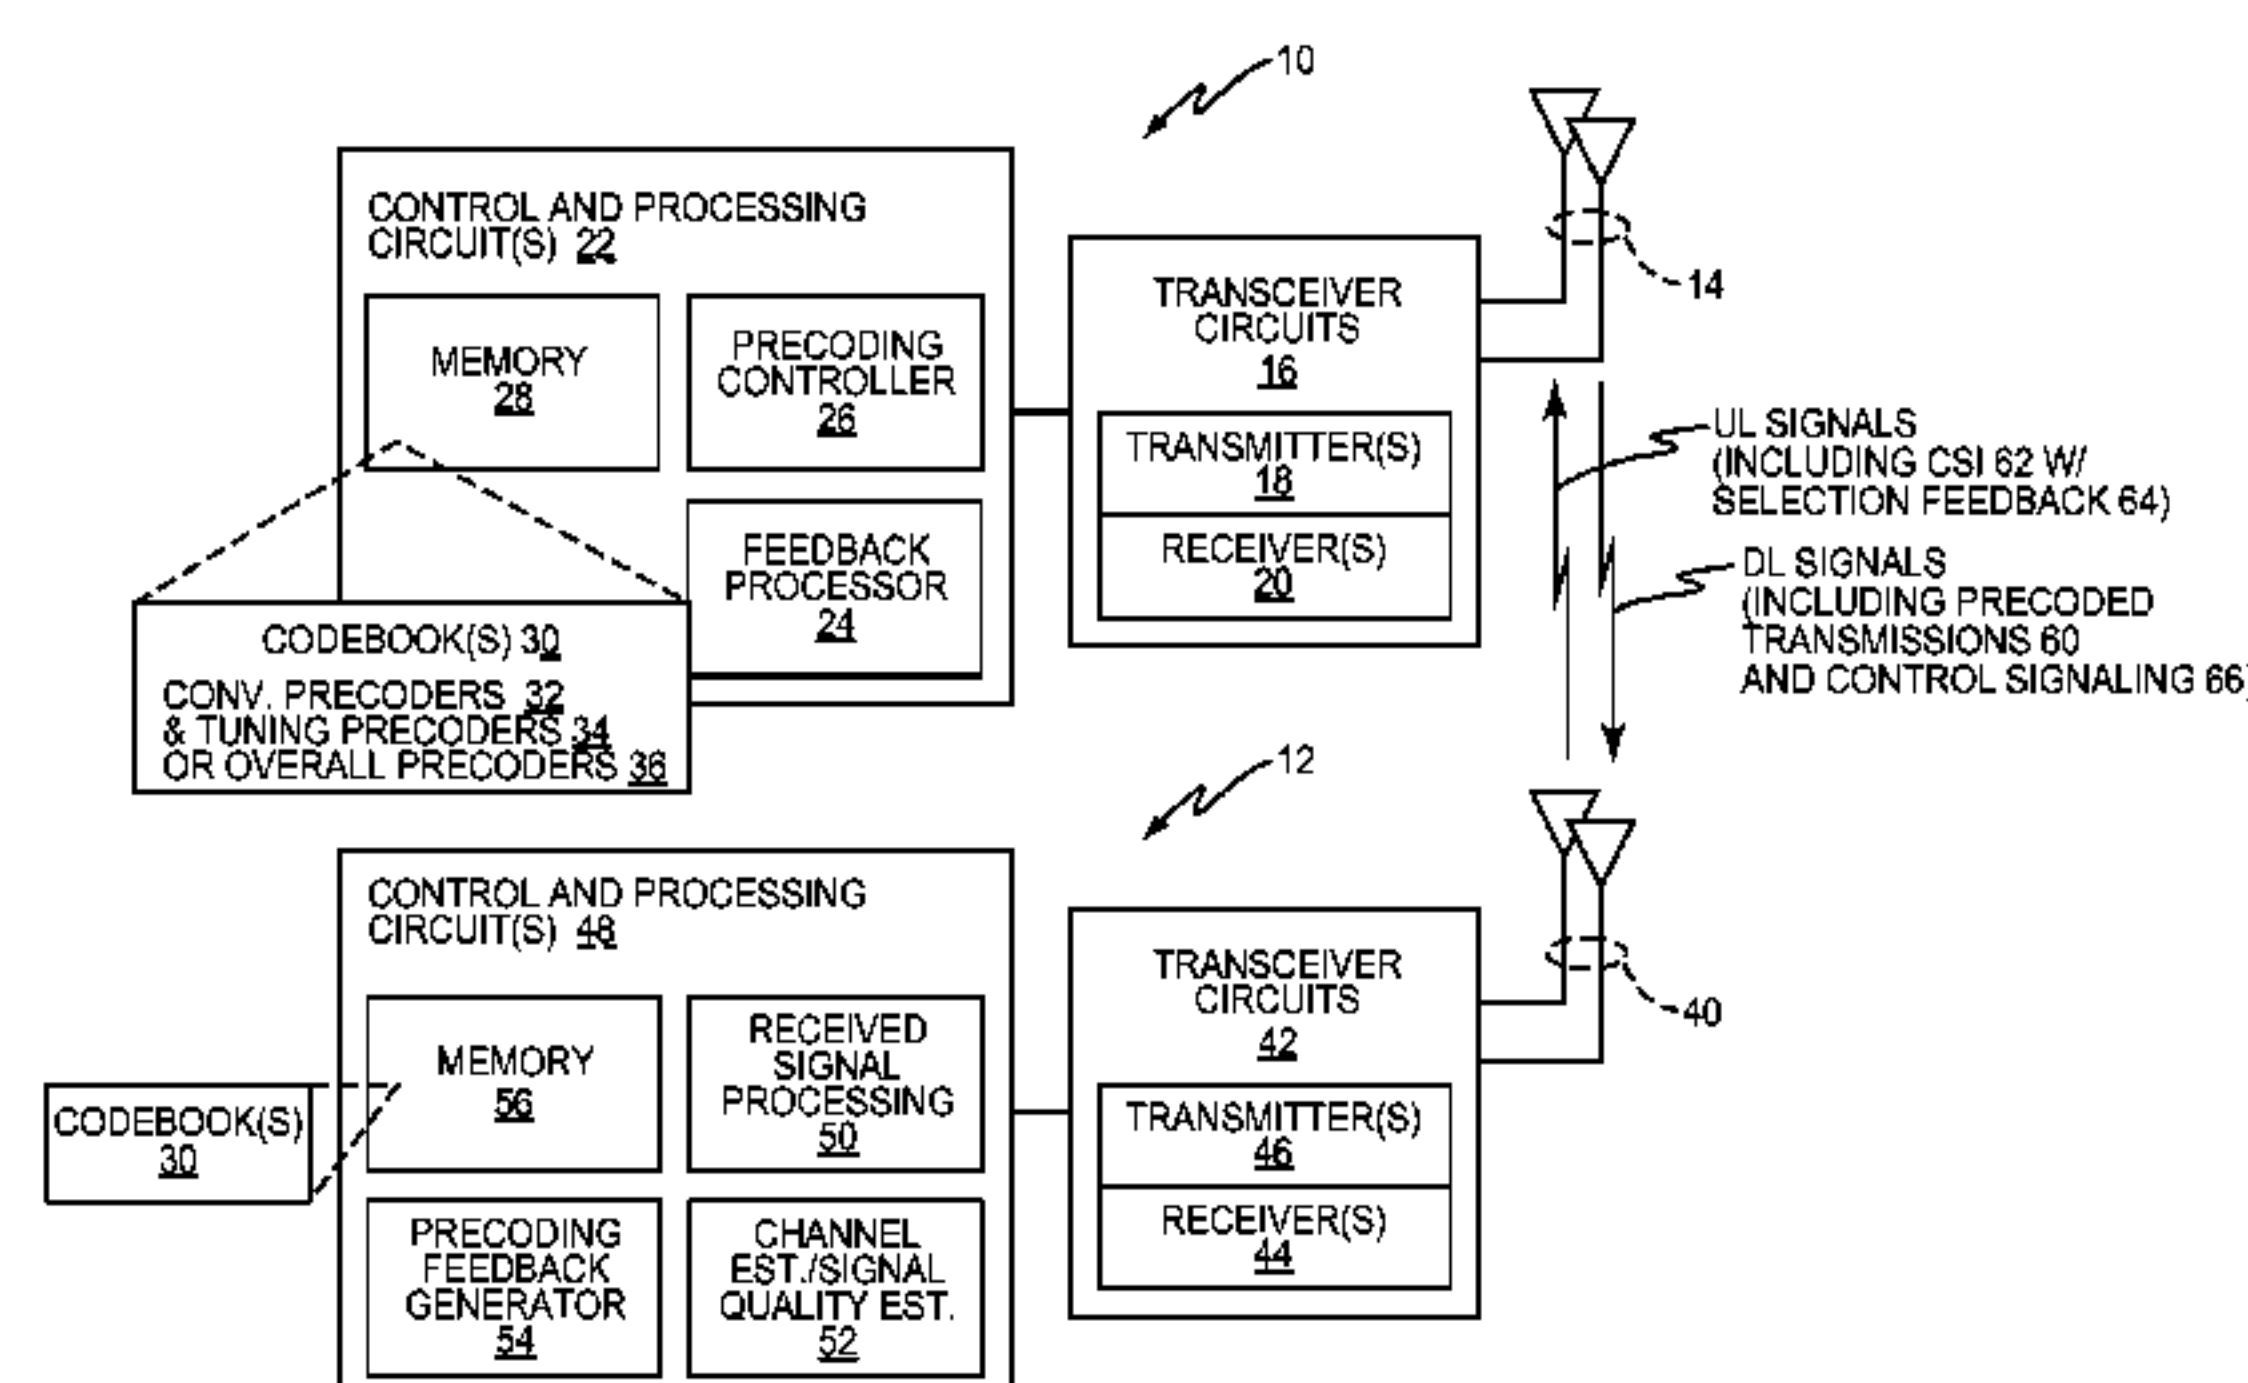 10
CONTROL AND PROCESSING
CIRCUIT(S) 22
MEMORY
28
PRECODING
CONTROLLER
26
FEEDBACK
PROCESSOR
24
CODEBOOK(S) 30
CONV. PRECODERS 32
& TUNING PRECODERS 34
OR OVERALL PRECODERS 36
TRANSCEIVER
CIRCUITS
16
TRANSMITTER(S)
18
RECEIVER(S)
20
14
UL SIGNALS
(INCLUDING CSI 62 W/
SELECTION FEEDBACK 64)
DL SIGNALS
(INCLUDING PRECODED
TRANSMISSIONS 60
AND CONTROL SIGNALING 66)
12
CONTROL AND PROCESSING
CIRCUIT(S) 48
MEMORY
56
RECEIVED
SIGNAL
PROCESSING
50
CODEBOOK(S)
30
PRECODING
FEEDBACK
GENERATOR
54
CHANNEL
EST./SIGNAL
QUALITY EST.
52
TRANSCEIVER
CIRCUITS
42
TRANSMITTER(S)
46
RECEIVER(S)
44
40